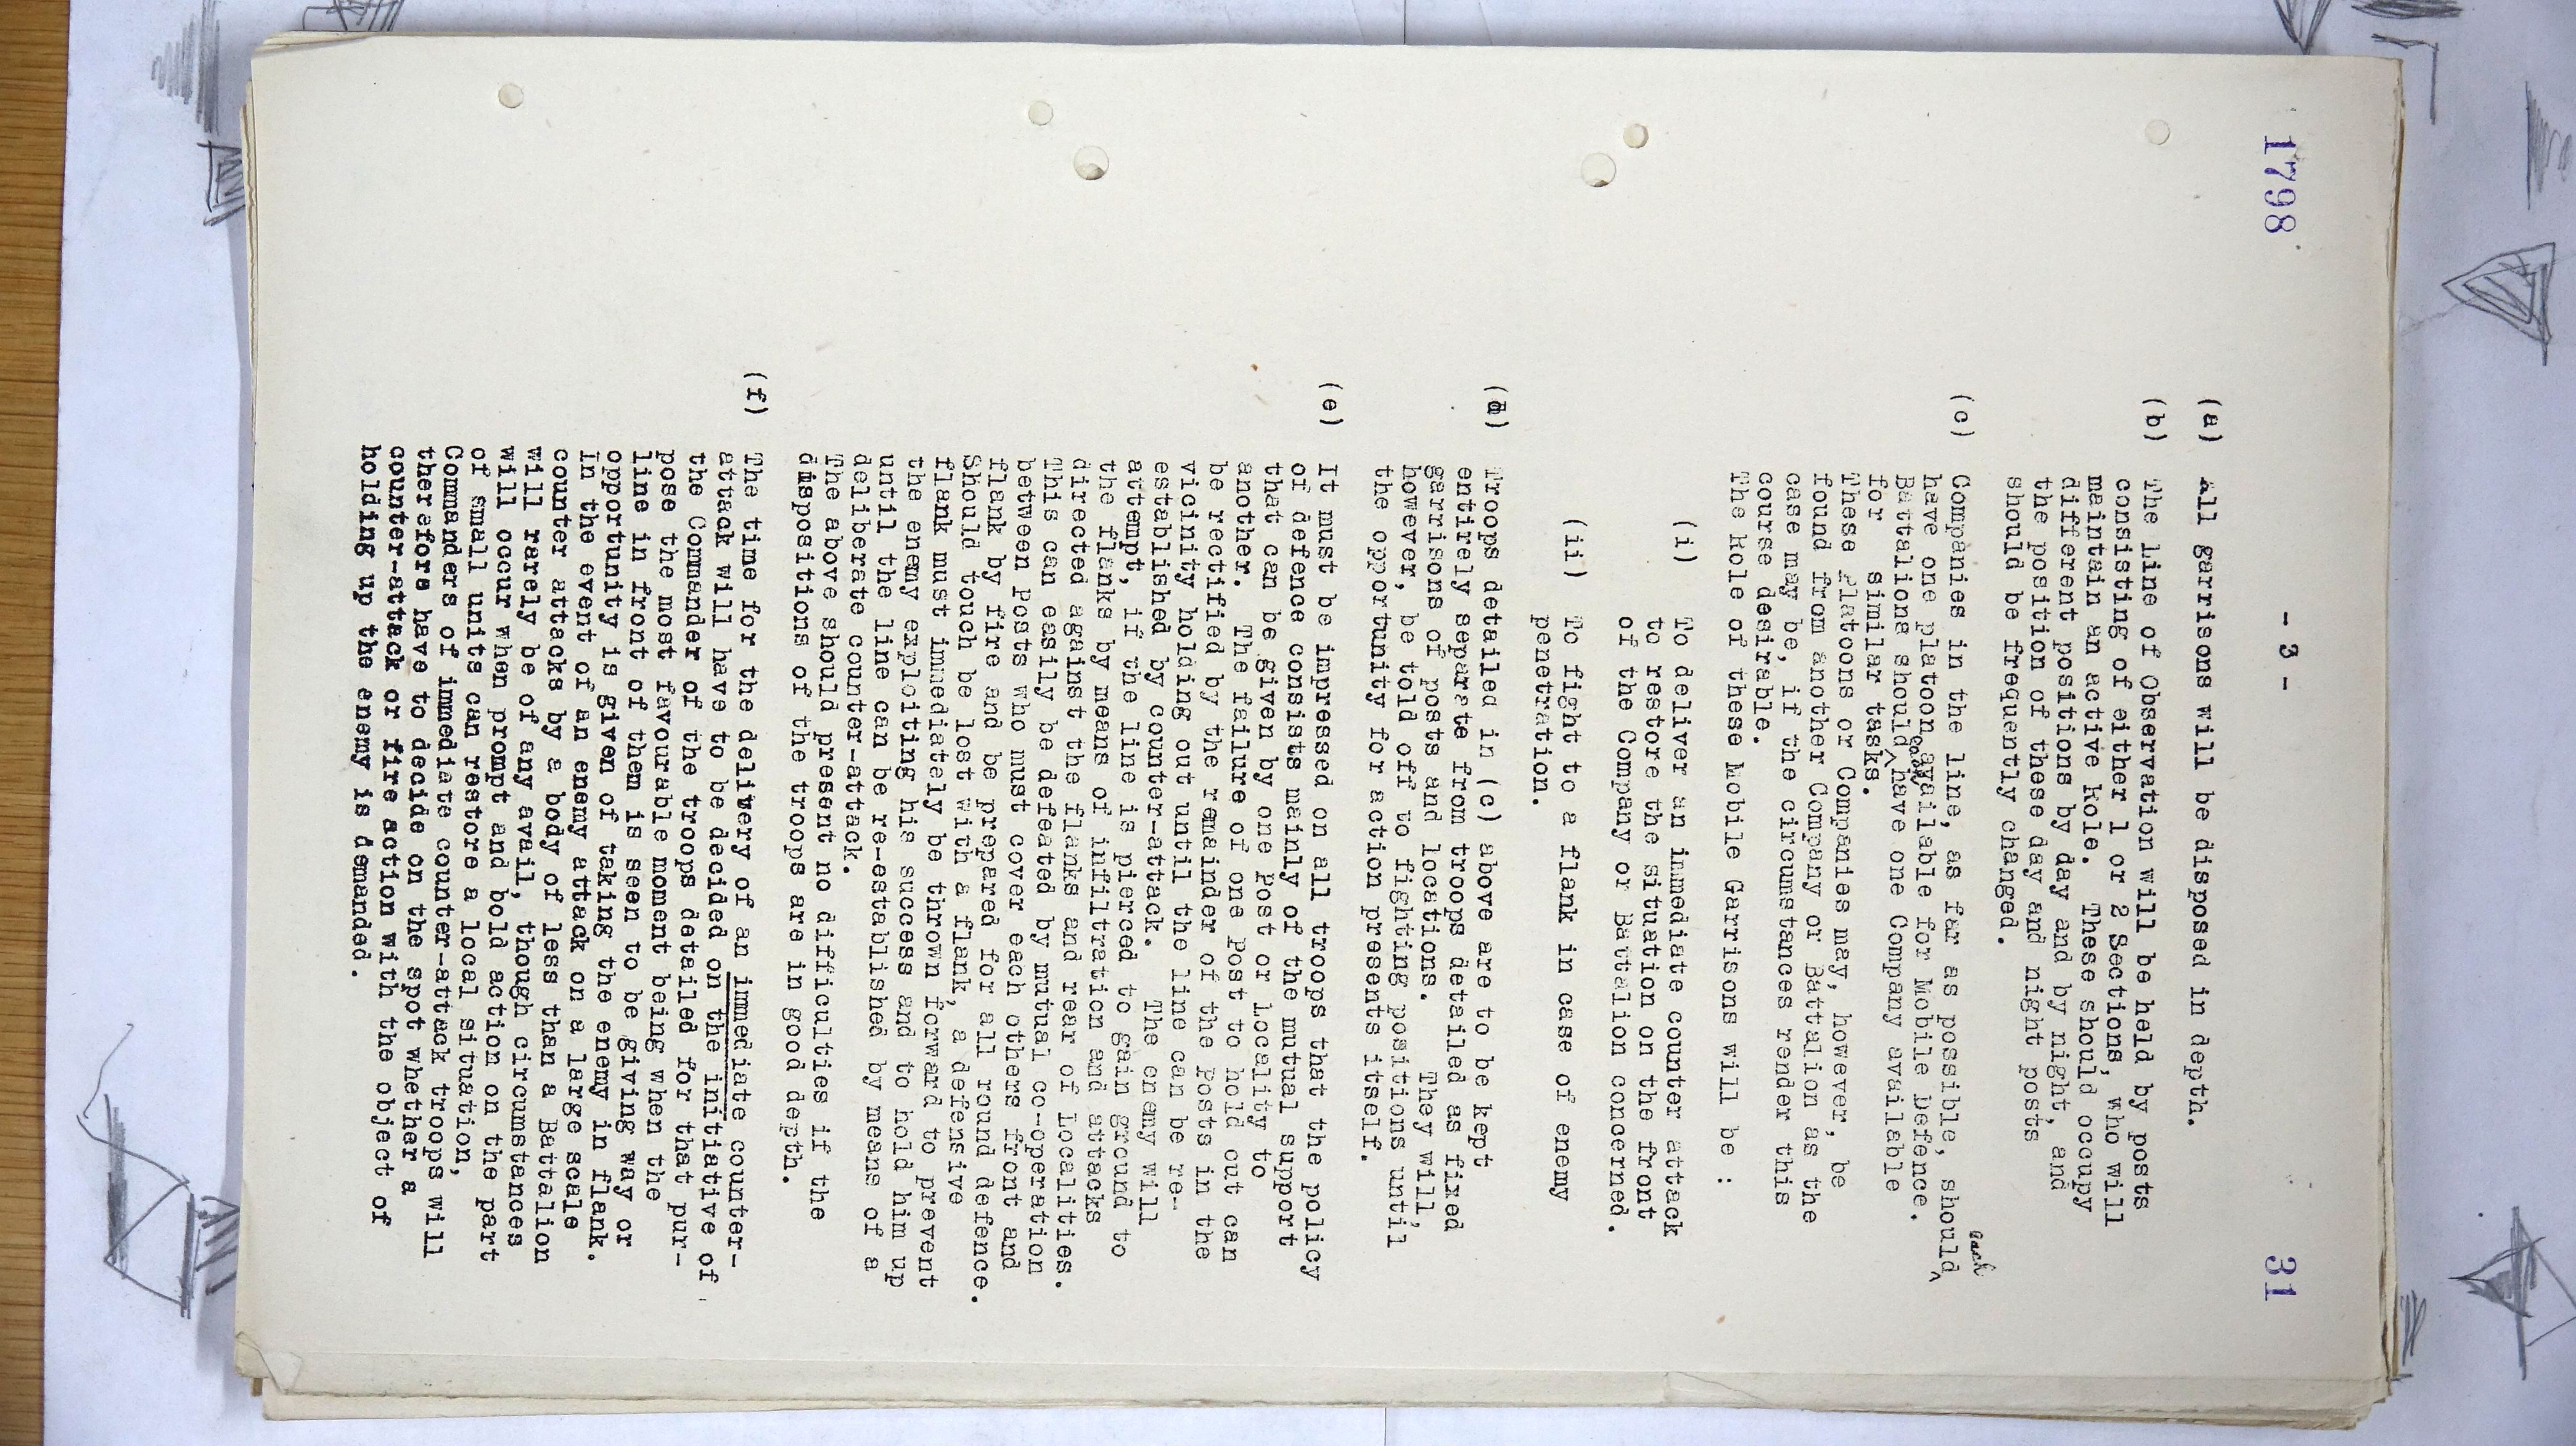 1798
31
- 3 -
(a) All garrisons will be disposed in depth.
(b) The Line of Observation will be held by posts
consisting of either 1 or 2 Sections, who will
maintain an active Role. These should occupy
different positions by day and by night, and
the position of these day and night posts
should be frequently changed.
(c) Companies in the line, as far as possible, should ^each
have one platoon available for Mobile Defence.
Battalions should ^each have one Company available
for similar tasks.
These Platoons or Companies may, however, be
found from another Company or Battalion as the
case may be, if the circumstances render this
course desirable.
The Role of these Mobile Garrisons will be :
(i) To deliver an immediate counter attack
to restore the situation on the front
of the Company or Battalion concerned.
(ii) To fight to a flank in case of enemy
penetration.
(d) Troops detailed in (c) above are to be kept
entirely separate from troops detailed as fixed
garrisons of posts and locations. They will,
however, be told off to fighting positions until
the opportunity for action presents itself.
(e) It must be impressed on all troops that the policy
of defence consists mainly of the mutual support
that can be given by one Post or locality to
another. The failure of one post to hold out can
be rectified by the remainder of the Posts in the
vicinity holding out until the line can be re-
established by counter-attack. The enemy will
attempt, if the line is pierced to gain ground to
the flanks by means of infiltration and attacks
directed against the flanks and rear of Localities.
This can easily be defeated by mutual co-operation
between Posts who must cover each others front and
flank by fire and be prepared for all round defence.
Should touch be lost with a flank, a defensive
flank must immediately be thrown forward to prevent
the enemy exploiting his success and to hold him up
until the line can be re-established by means of a
deliberate counter-attack.
The above should present no difficulties if the
dispositions of the troops are in good depth.
(f) The time for the delivery of an immediate counter-
attack will have to be decided on the initiative of
the Commander of the troops detailed for that pur-
pose the most favourable moment being when the
line in front of them is seen to be giving way or
opportunity is given of taking the enemy in flank.
In the event of an enemy attack on a large scale
counter attacks by a body of less than a Battalion
will rarely be of any avail, though circumstances
will occur when prompt and bold action on the part
of small units can restore a local situation,
Commanders of immediate counter-attack troops will
therefore have to decide on the spot whether a
counter-attack or fire action with the object of
holding up the enemy is demanded.